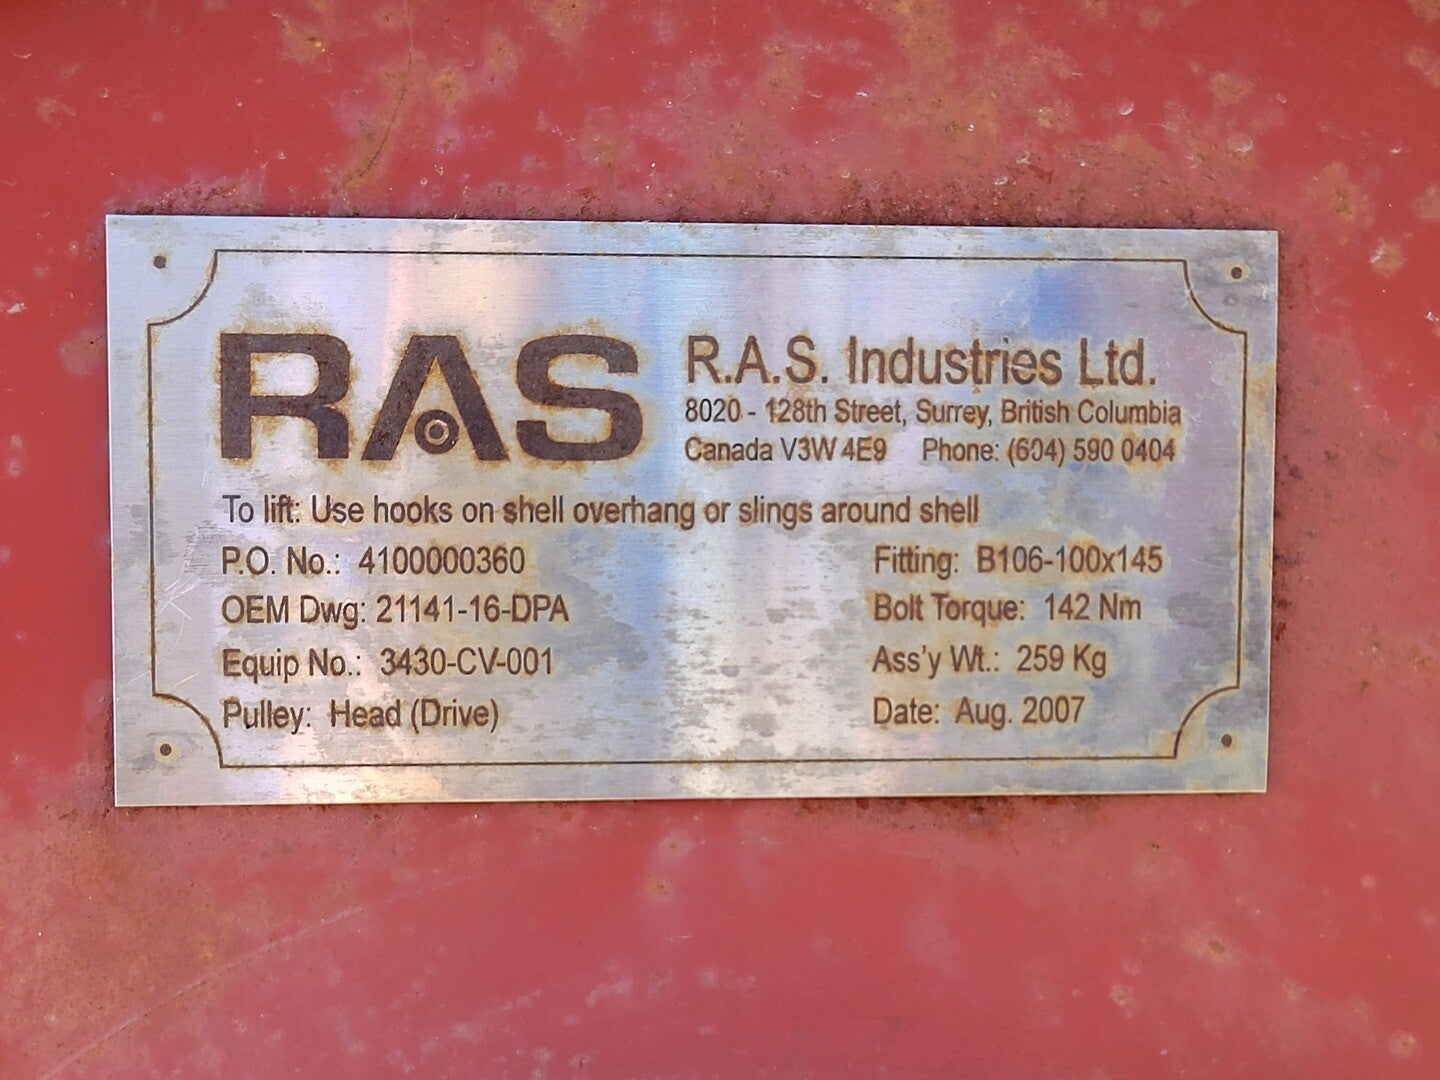 RAS
R.A.S. Industries Ltd.
8020 - 128th Street, Surrey, British Columbia
Canada V3W 4E9 Phone: (604) 590 0404
To lift: Use hooks on shell overhang or slings around shell
P.O. No.: 4100000360
Fitting: B106-100x145
OEM Dwg: 21141-16-DPA
Bolt Torque: 142 Nm
Equip No.: 3430-CV-001
Ass'y Wt.: 259 Kg
Pulley: Head (Drive)
Date: Aug. 2007